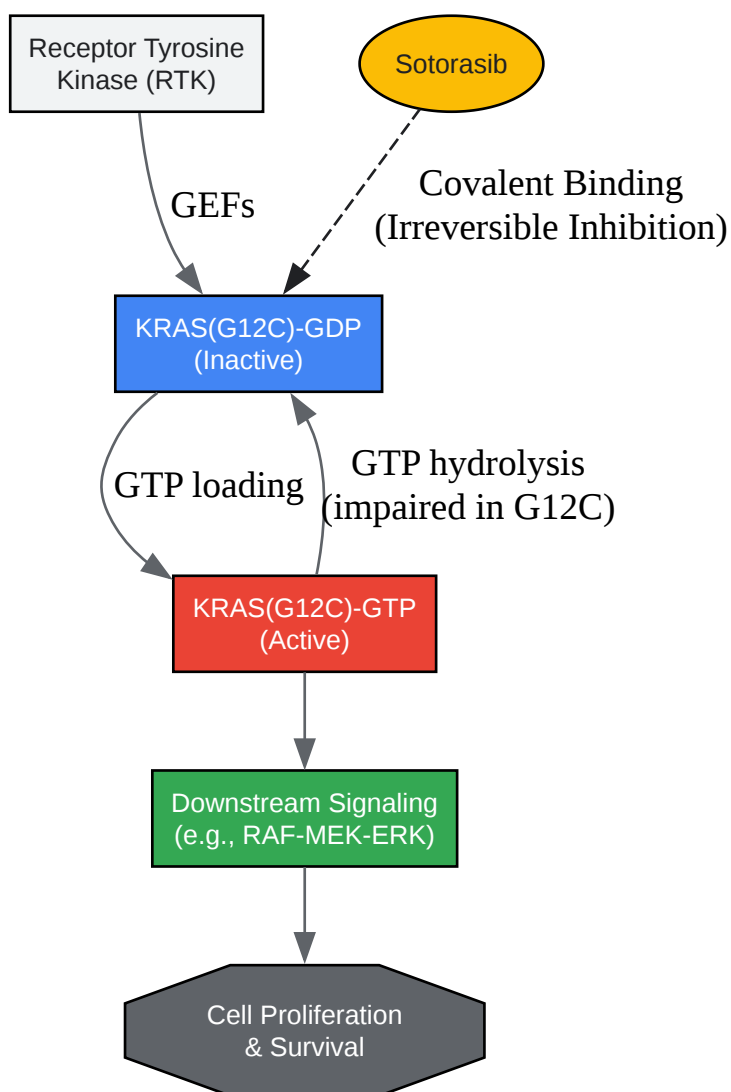 Receptor Tyrosine
Kinase (RTK)
Sotorasib
GEFs
Covalent Binding
(Irreversible Inhibition)
KRAS(G12C)-GDP
(Inactive)
GTP loading
GTP hydrolysis
(impaired in G12C)
KRAS(G12C)-GTP
(Active)
Downstream Signaling
(e.g., RAF-MEK-ERK)
Cell Proliferation
& Survival